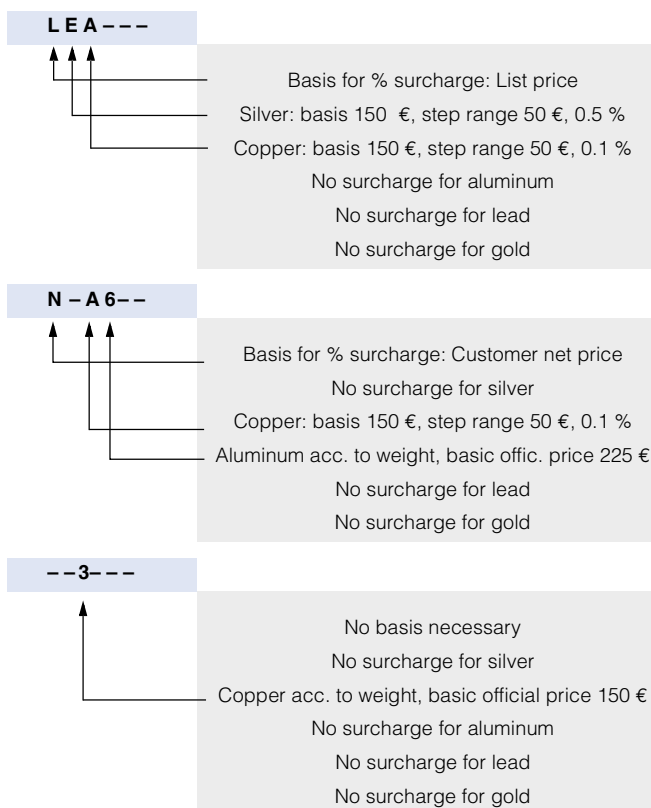 L E A – – –
Basis for % surcharge: List price
Silver: basis 150 €, step range 50 €, 0.5 %
Copper: basis 150 €, step range 50 €, 0.1 %
No surcharge for aluminum
No surcharge for lead
No surcharge for gold
N – A 6 – –
Basis for % surcharge: Customer net price
No surcharge for silver
Copper: basis 150 €, step range 50 €, 0.1 %
Aluminum acc. to weight, basic offic. price 225 €
No surcharge for lead
No surcharge for gold
– – 3 – – –
No basis necessary
No surcharge for silver
Copper acc. to weight, basic official price 150 €
No surcharge for aluminum
No surcharge for lead
No surcharge for gold